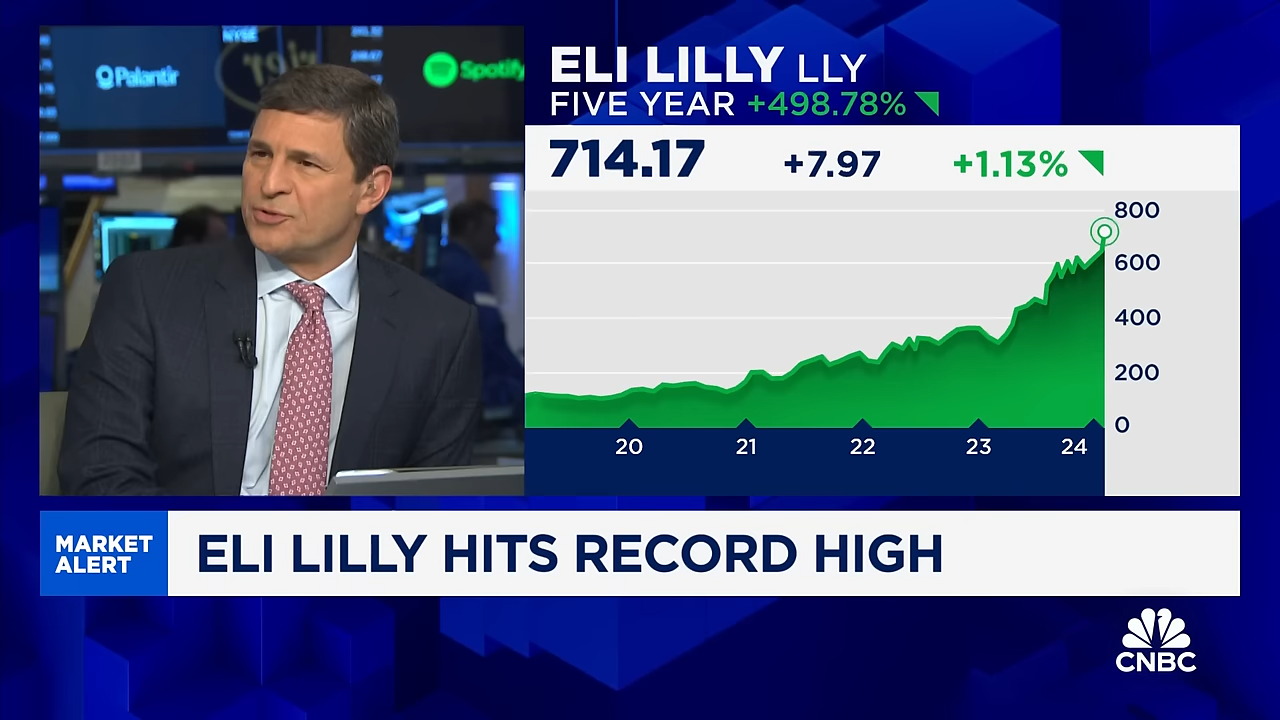 NYSE
Palantir
Spotify
ELI LILLY LLY
FIVE YEAR +498.78%
714.17 +7.97 +1.13%
800
600
400
200
0
20 21 22 23 24
MARKET
ALERT
ELI LILLY HITS RECORD HIGH
CNBC